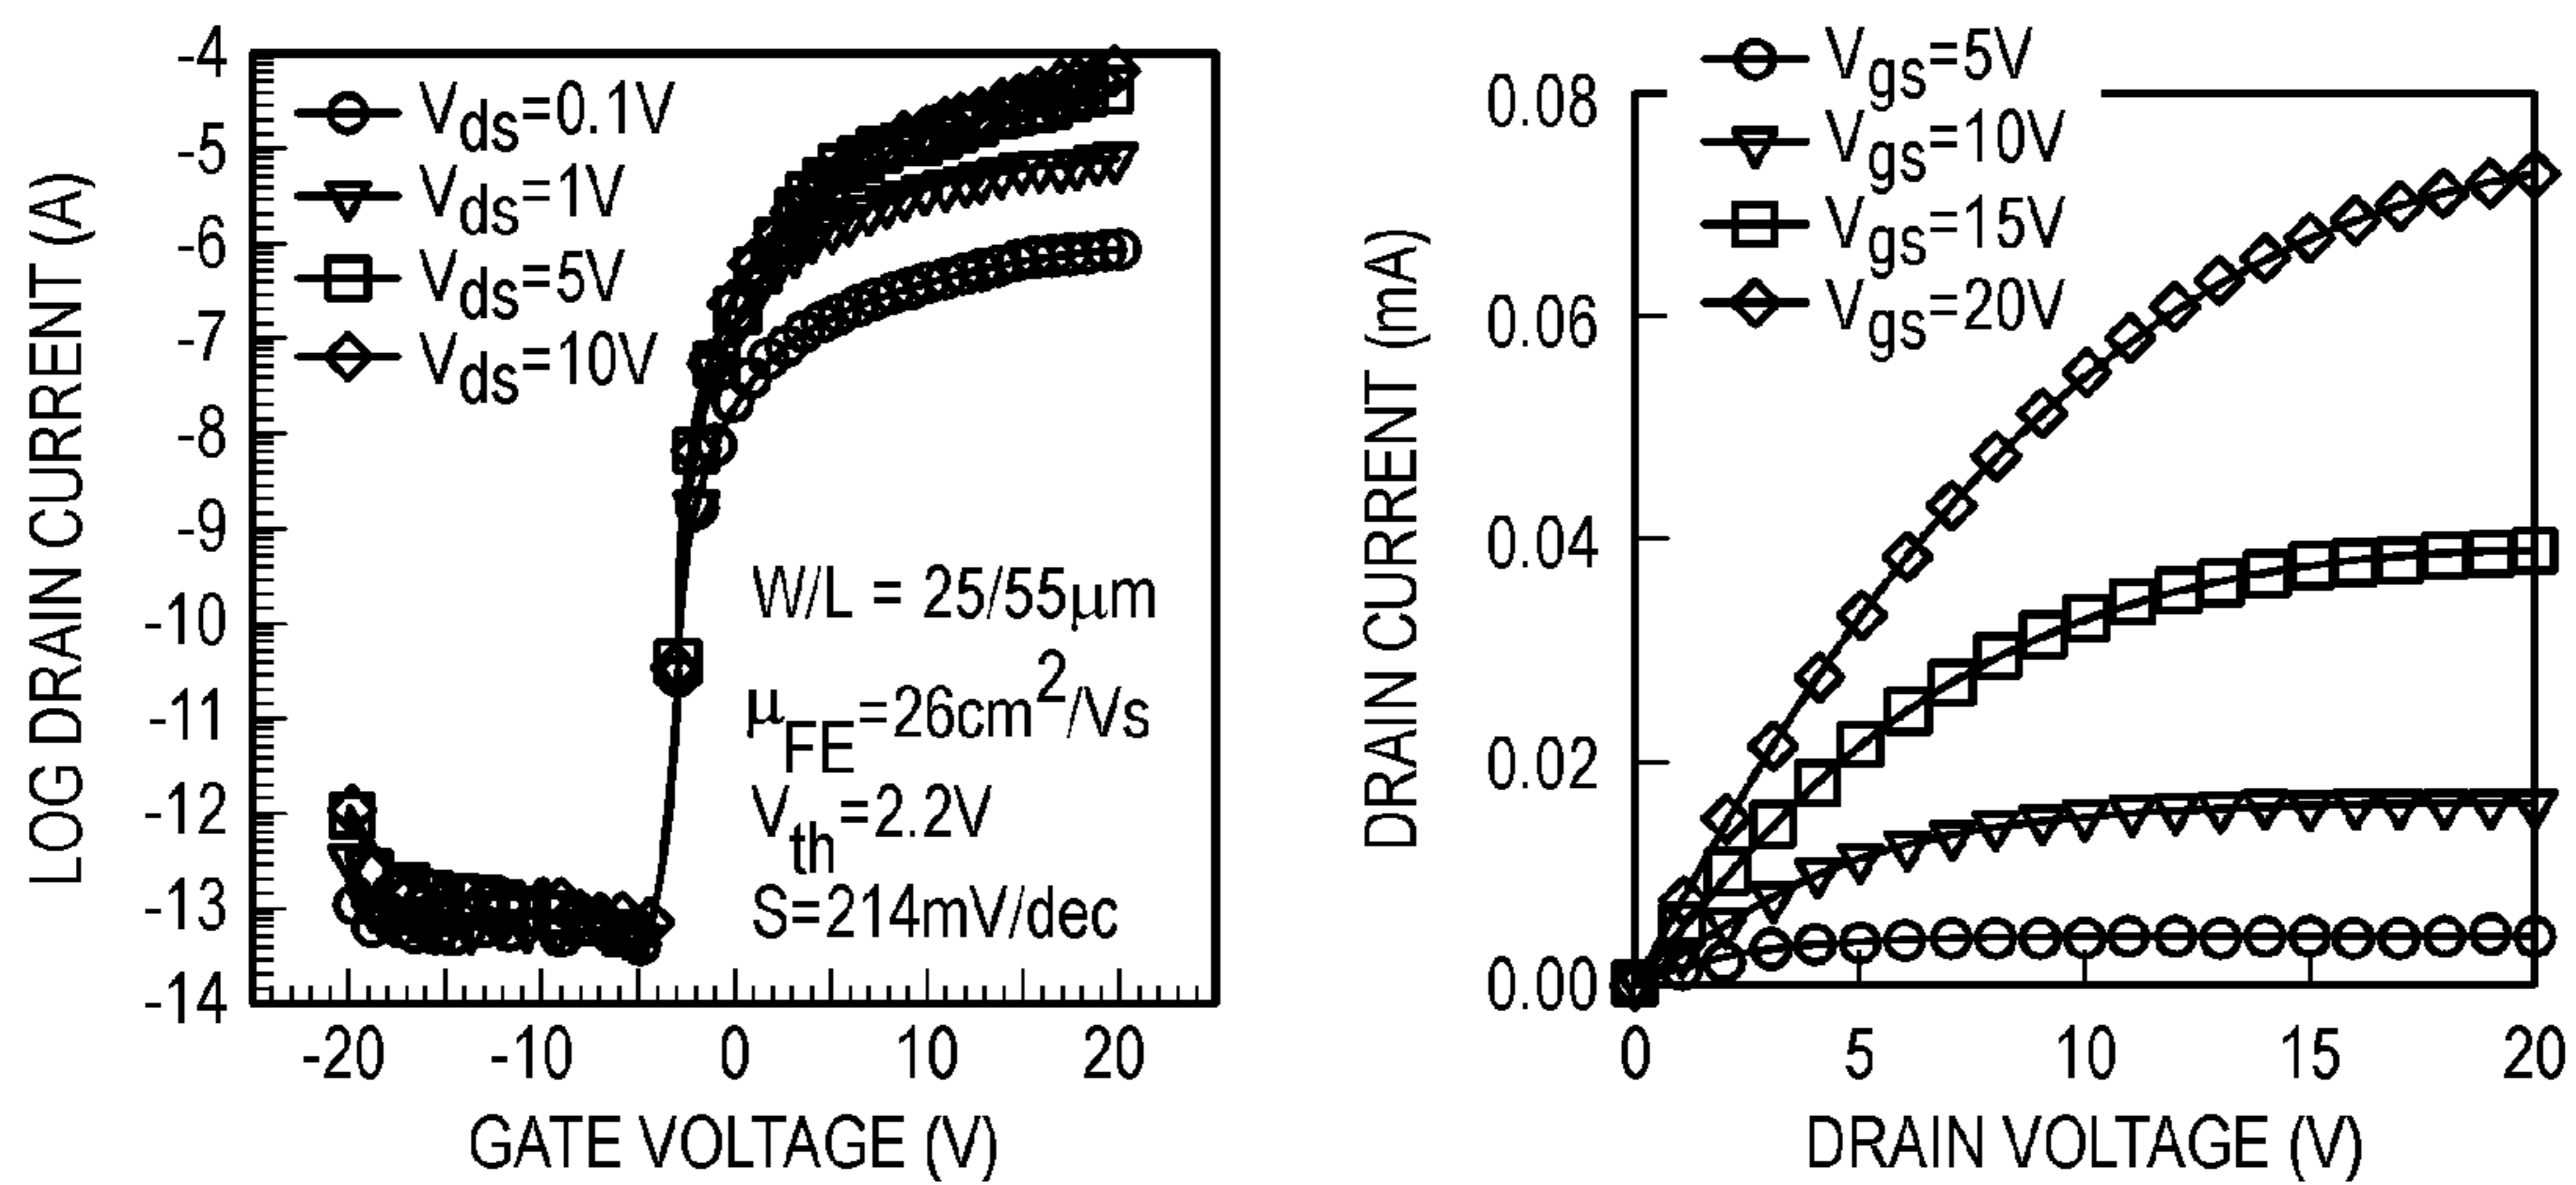 LOG DRAIN CURRENT (A)
-4
-5
-6
-7
-8
-9
-10
-11
-12
-13
-14
Vds=0.1V
Vds=1V
Vds=5V
Vds=10V
W/L = 25/55μm
μFE=26cm2/Vs
Vth=2.2V
S=214mV/dec
-20 -10 0 10 20
GATE VOLTAGE (V)
DRAIN CURRENT (mA)
0.08
0.06
0.04
0.02
0.00
Vgs=5V
Vgs=10V
Vgs=15V
Vgs=20V
0 5 10 15 20
DRAIN VOLTAGE (V)